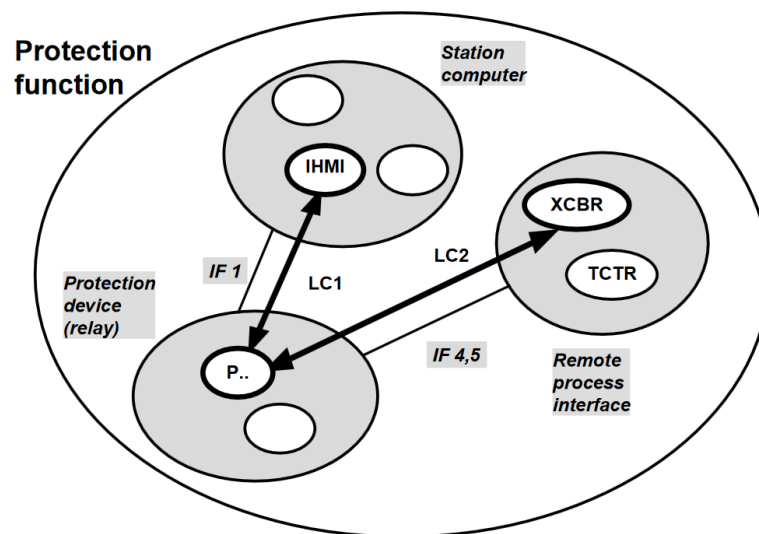 Protection
function
Station
computer
IHMI
XCBR
TCTR
IF 1
LC1
LC2
Protection
device
(relay)
P..
IF 4,5
Remote
process
interface